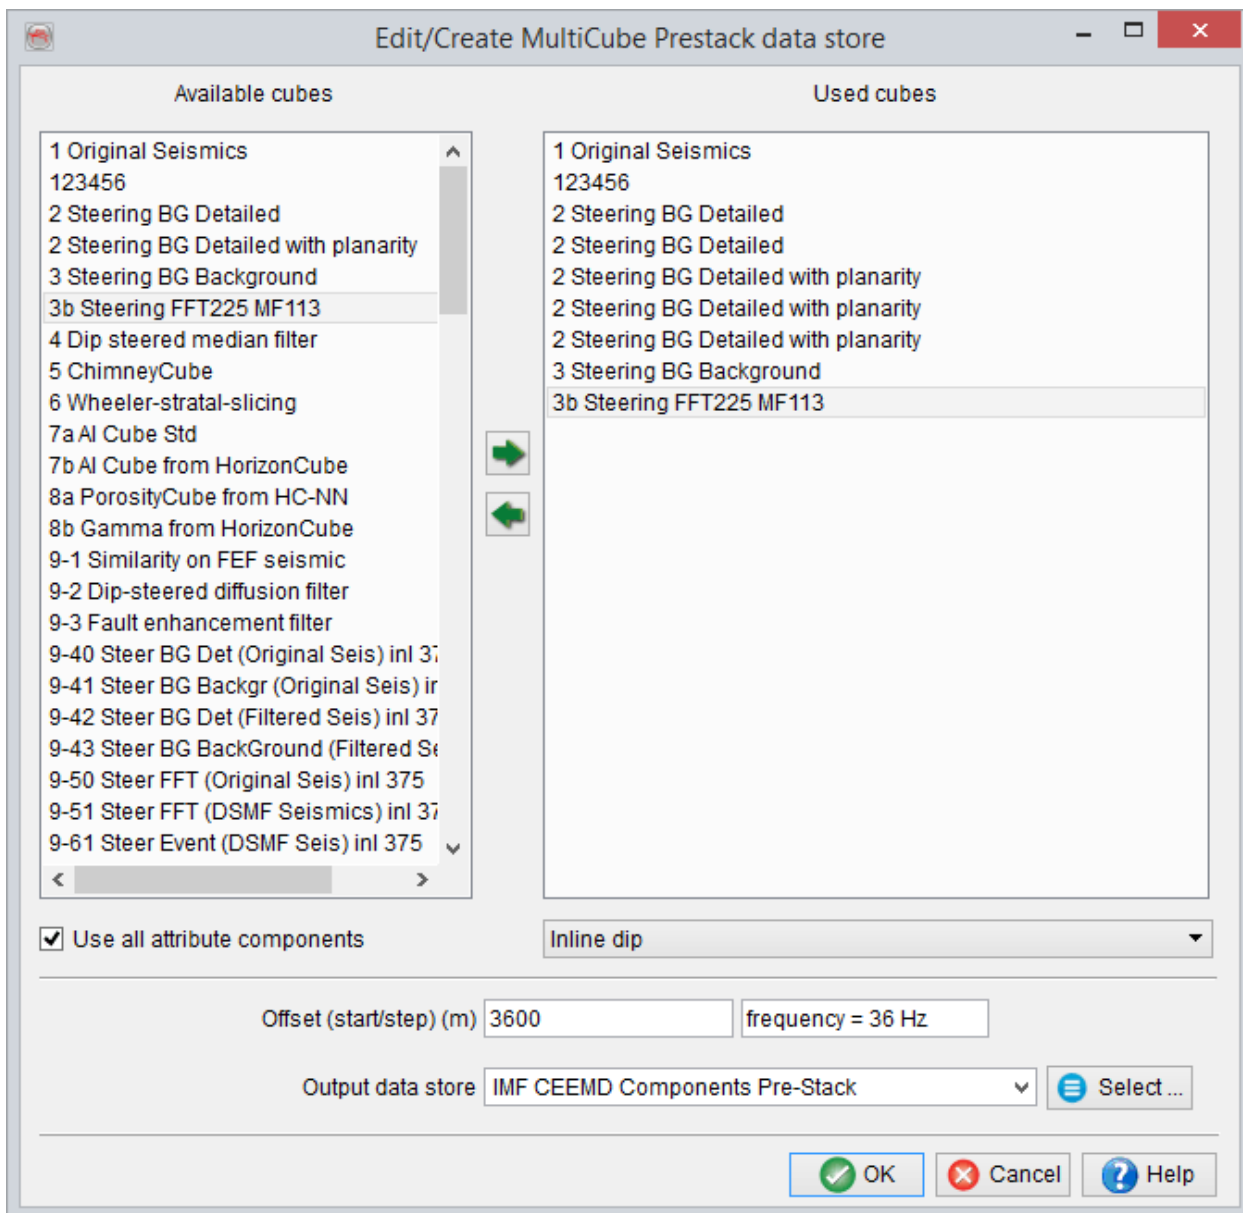 Edit/Create MultiCube Prestack data store
Available cubes
Used cubes
1 Original Seismics
123456
2 Steering BG Detailed
2 Steering BG Detailed with planarity
3 Steering BG Background
3b Steering FFT225 MF113
4 Dip steered median filter
5 ChimneyCube
6 Wheeler-stratal-slicing
7a AI Cube Std
7b AI Cube from HorizonCube
8a PorosityCube from HC-NN
8b Gamma from HorizonCube
9-1 Similarity on FEF seismic
9-2 Dip-steered diffusion filter
9-3 Fault enhancement filter
9-40 Steer BG Det (Original Seis) inl 37
9-41 Steer BG Backgr (Original Seis) in
9-42 Steer BG Det (Filtered Seis) inl 37
9-43 Steer BG BackGround (Filtered Se
9-50 Steer FFT (Original Seis) inl 375
9-51 Steer FFT (DSMF Seismics) inl 37
9-61 Steer Event (DSMF Seis) inl 375
1 Original Seismics
123456
2 Steering BG Detailed
2 Steering BG Detailed
2 Steering BG Detailed with planarity
2 Steering BG Detailed with planarity
2 Steering BG Detailed with planarity
3 Steering BG Background
3b Steering FFT225 MF113
Use all attribute components
Inline dip
Offset (start/step) (m) 3600 frequency = 36 Hz
Output data store IMF CEEMD Components Pre-Stack Select ...
OK Cancel Help